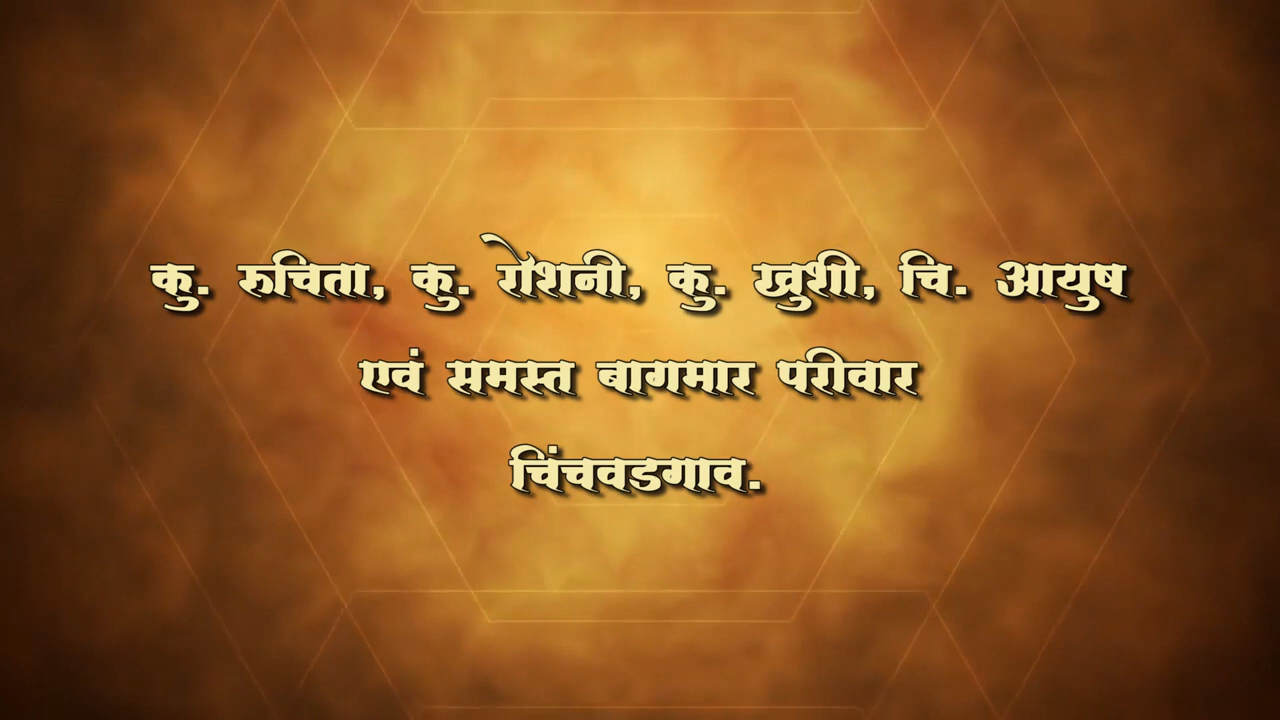 कु. रुचिता, कु. रोशनी, कु. खुशी, चि. आयुष
एवं समस्त बागमार परीवार
चिंचवडगाव.